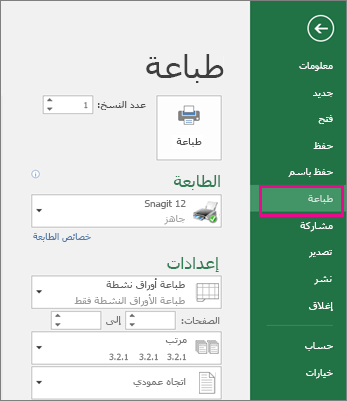 معلومات
جديد
فتح
حفظ
حفظ باسم
طباعة
مشاركة
تصدير
نشر
إغلاق
حساب
خيارات
طباعة
عدد النسخ: 1
طباعة
الطابعة
Snagit 12
جاهز
خصائص الطابعة
إعدادات
طباعة أوراق نشطة
طباعة الأوراق النشطة فقط
الصفحات: إلى
مرتب
3.2.1 3.2.1 3.2.1
اتجاه عمودي